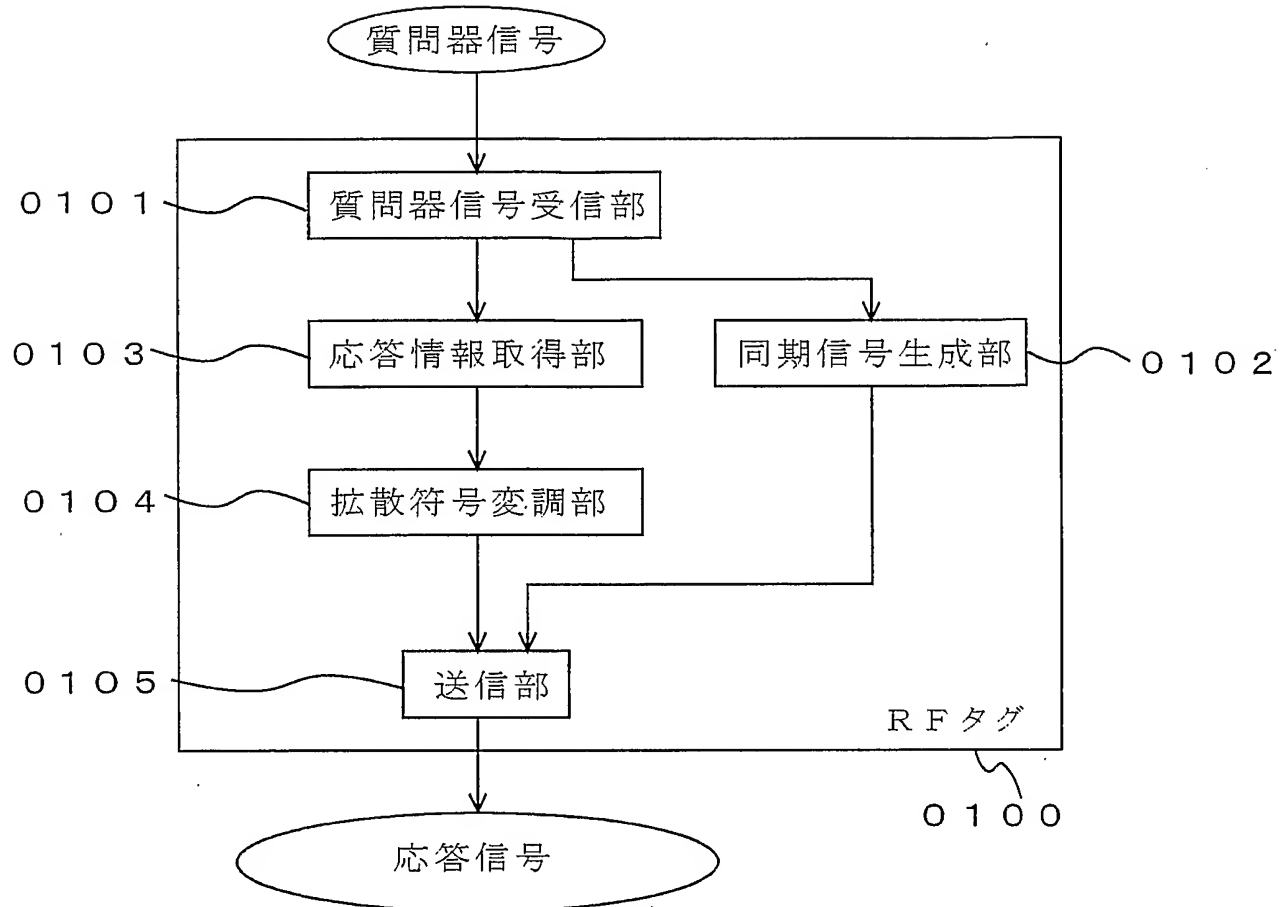 質問器信号
0101
質問器信号受信部
0103
応答情報取得部
同期信号生成部
0102
0104
拡散符号変調部
0105
送信部
RFタグ
0100
応答信号